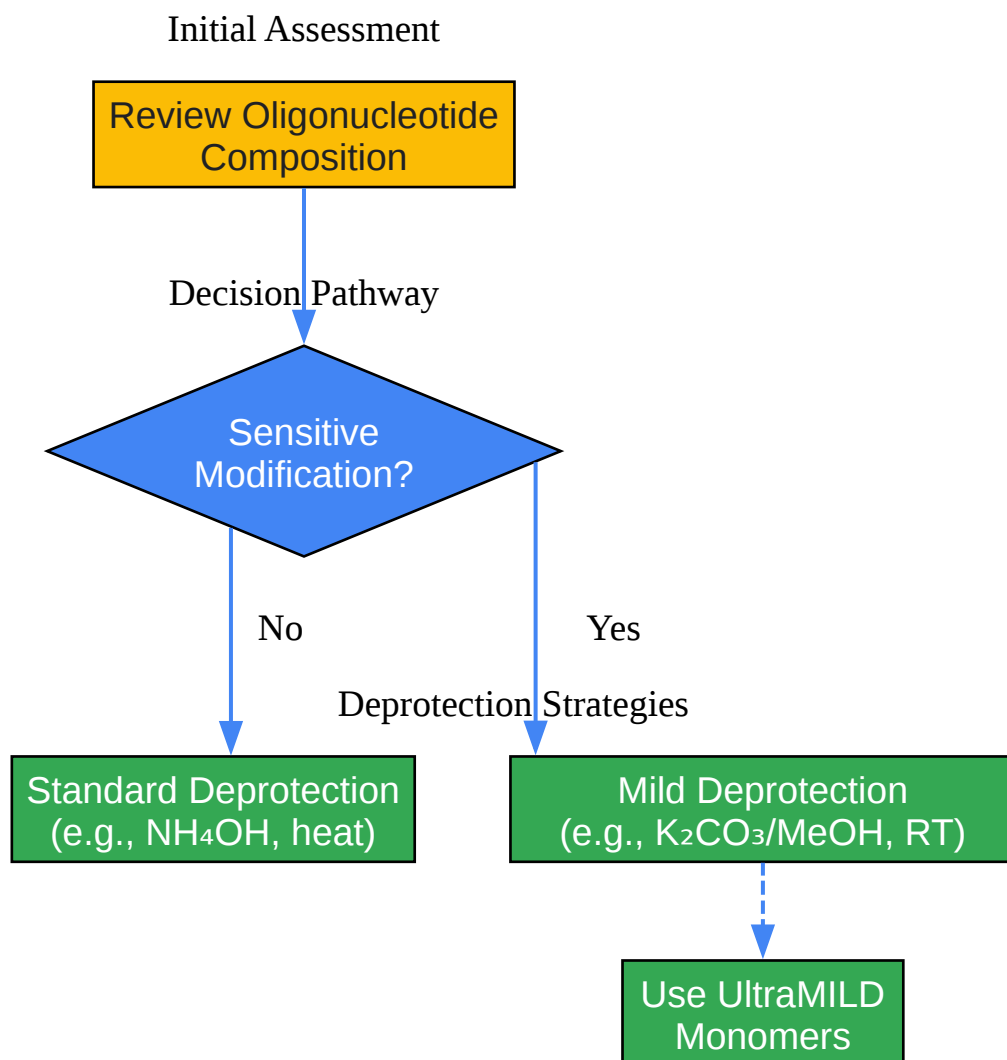 Initial Assessment
Review Oligonucleotide
Composition
Decision Pathway
Sensitive
Modification?
No
Yes
Deprotection Strategies
Standard Deprotection
(e.g., NH₄OH, heat)
Mild Deprotection
(e.g., K₂CO₃/MeOH, RT)
Use UltraMILD
Monomers